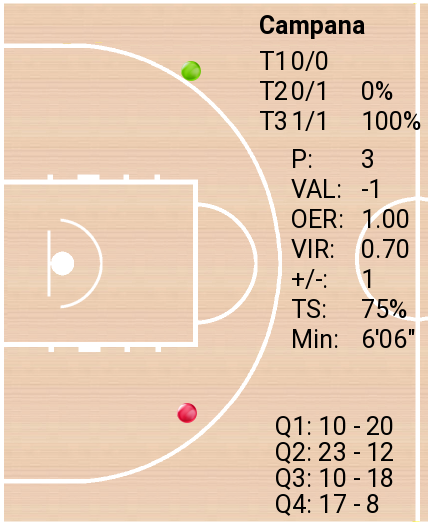 Campana
T1 0/0
T2 0/1 0%
T3 1/1 100%
P: 3
VAL: -1
OER: 1.00
VIR: 0.70
+/-: 1
TS: 75%
Min: 6'06"
Q1: 10 - 20
Q2: 23 - 12
Q3: 10 - 18
Q4: 17 - 8